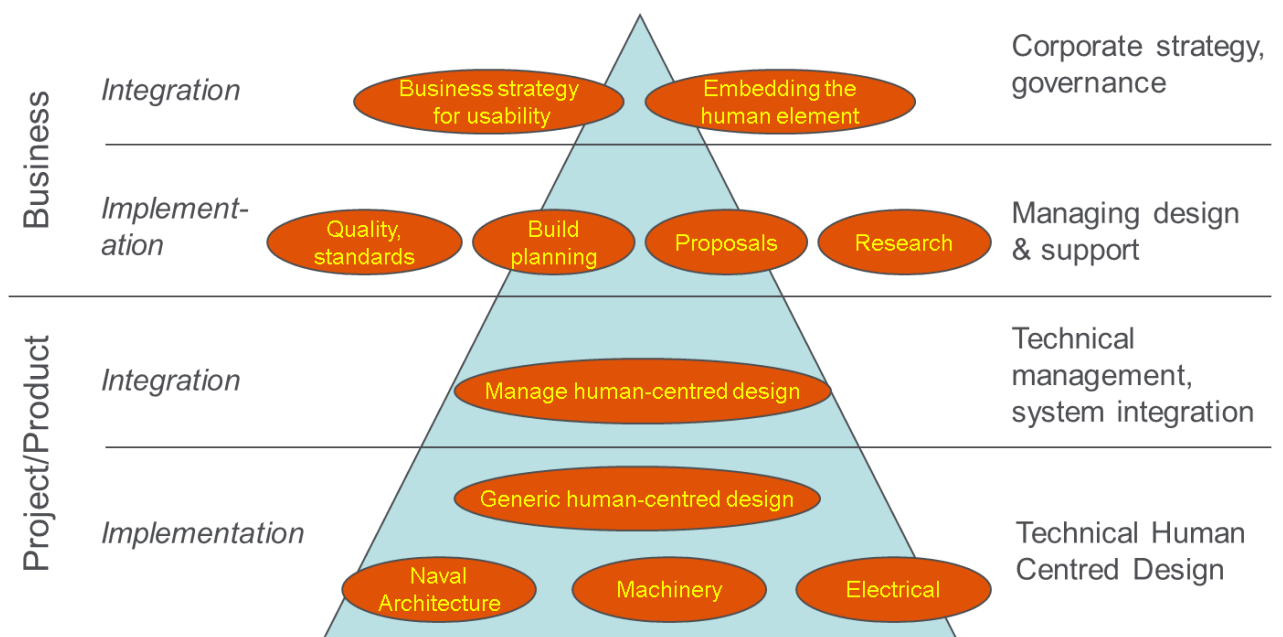 Business
Integration
Business strategy
for usability
Embedding the
human element
Corporate strategy,
governance
Implement-
ation
Quality,
standards
Build
planning
Proposals
Research
Managing design
& support
Project/Product
Integration
Manage human-centred design
Technical
management,
system integration
Implementation
Generic human-centred design
Naval
Architecture
Machinery
Electrical
Technical Human
Centred Design